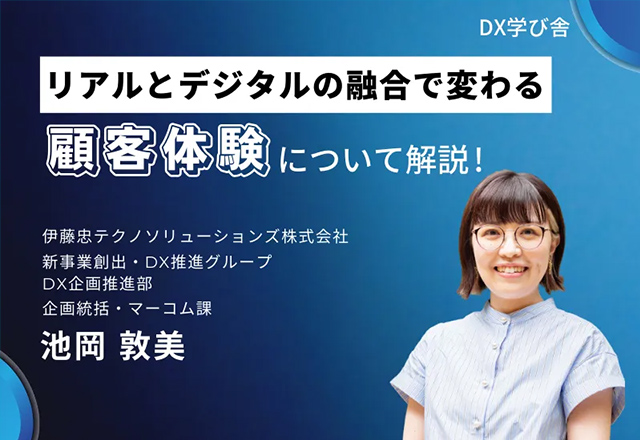 DX学び舎
リアルとデジタルの融合で変わる
顧客体験について解説!
伊藤忠テクノソリューションズ株式会社
新事業創出・DX推進グループ
DX企画推進部
企画統括・マーコム課
池岡 敦美